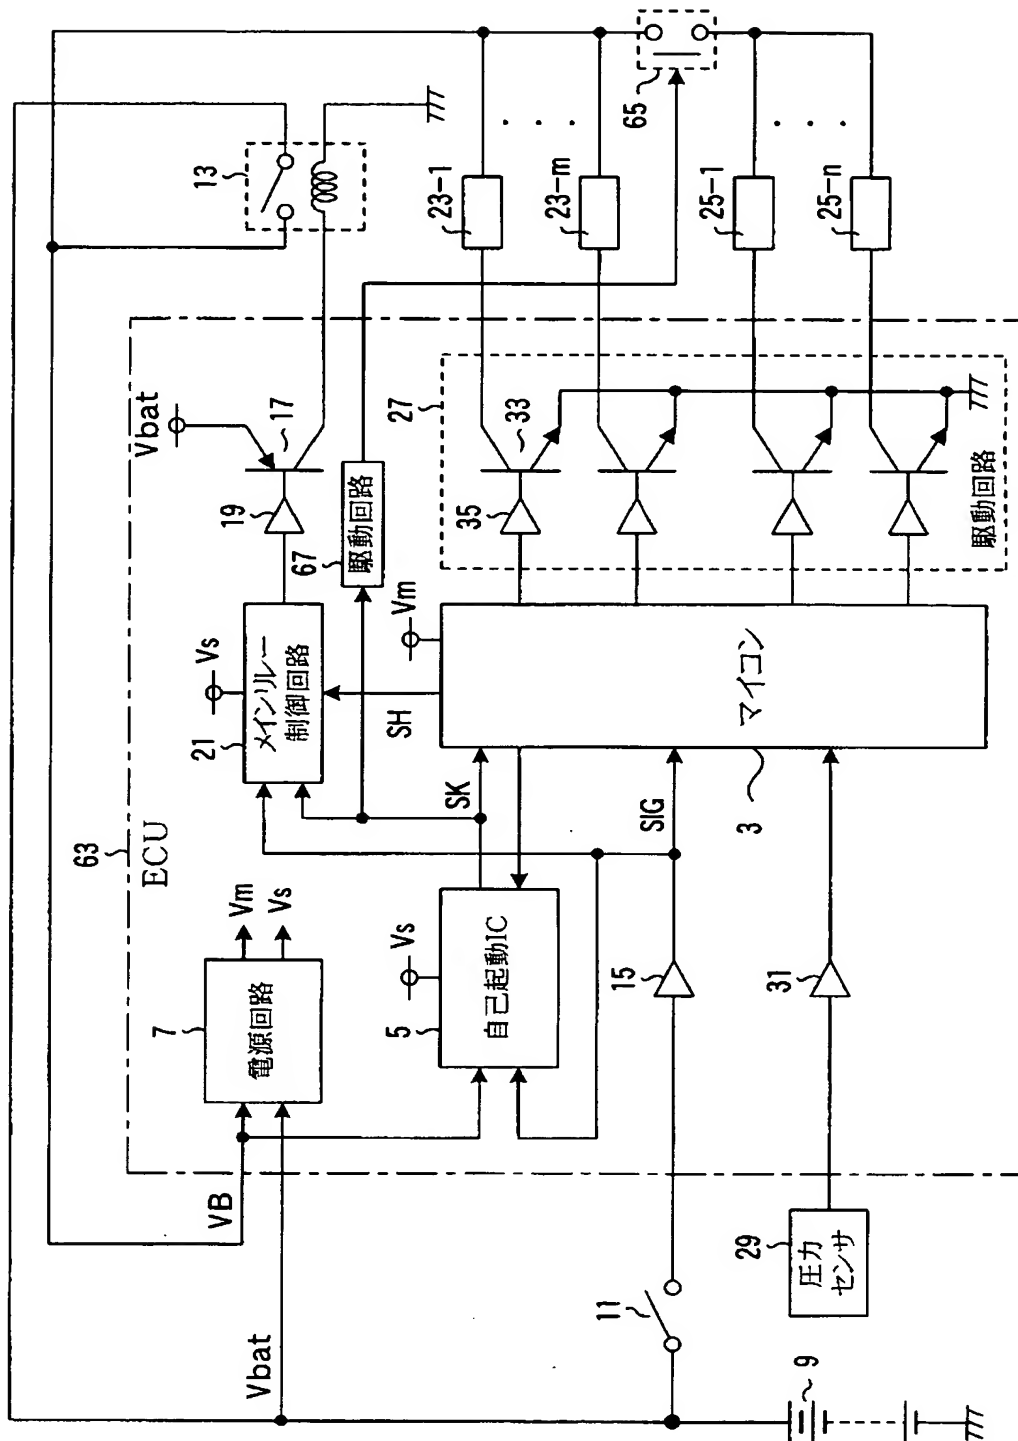 63
ECU
13
Vbat
17
19
Vs
21
メインリレー
制御回路
67
駆動回路
65
23-1
23-m
25-1
25-n
27
33
35
駆動回路
Vm
マイコン
3
SH
SK
SIG
7
電源回路
Vm
Vs
Vs
5
自己起動IC
15
31
VB
Vbat
11
29
圧力
センサ
9